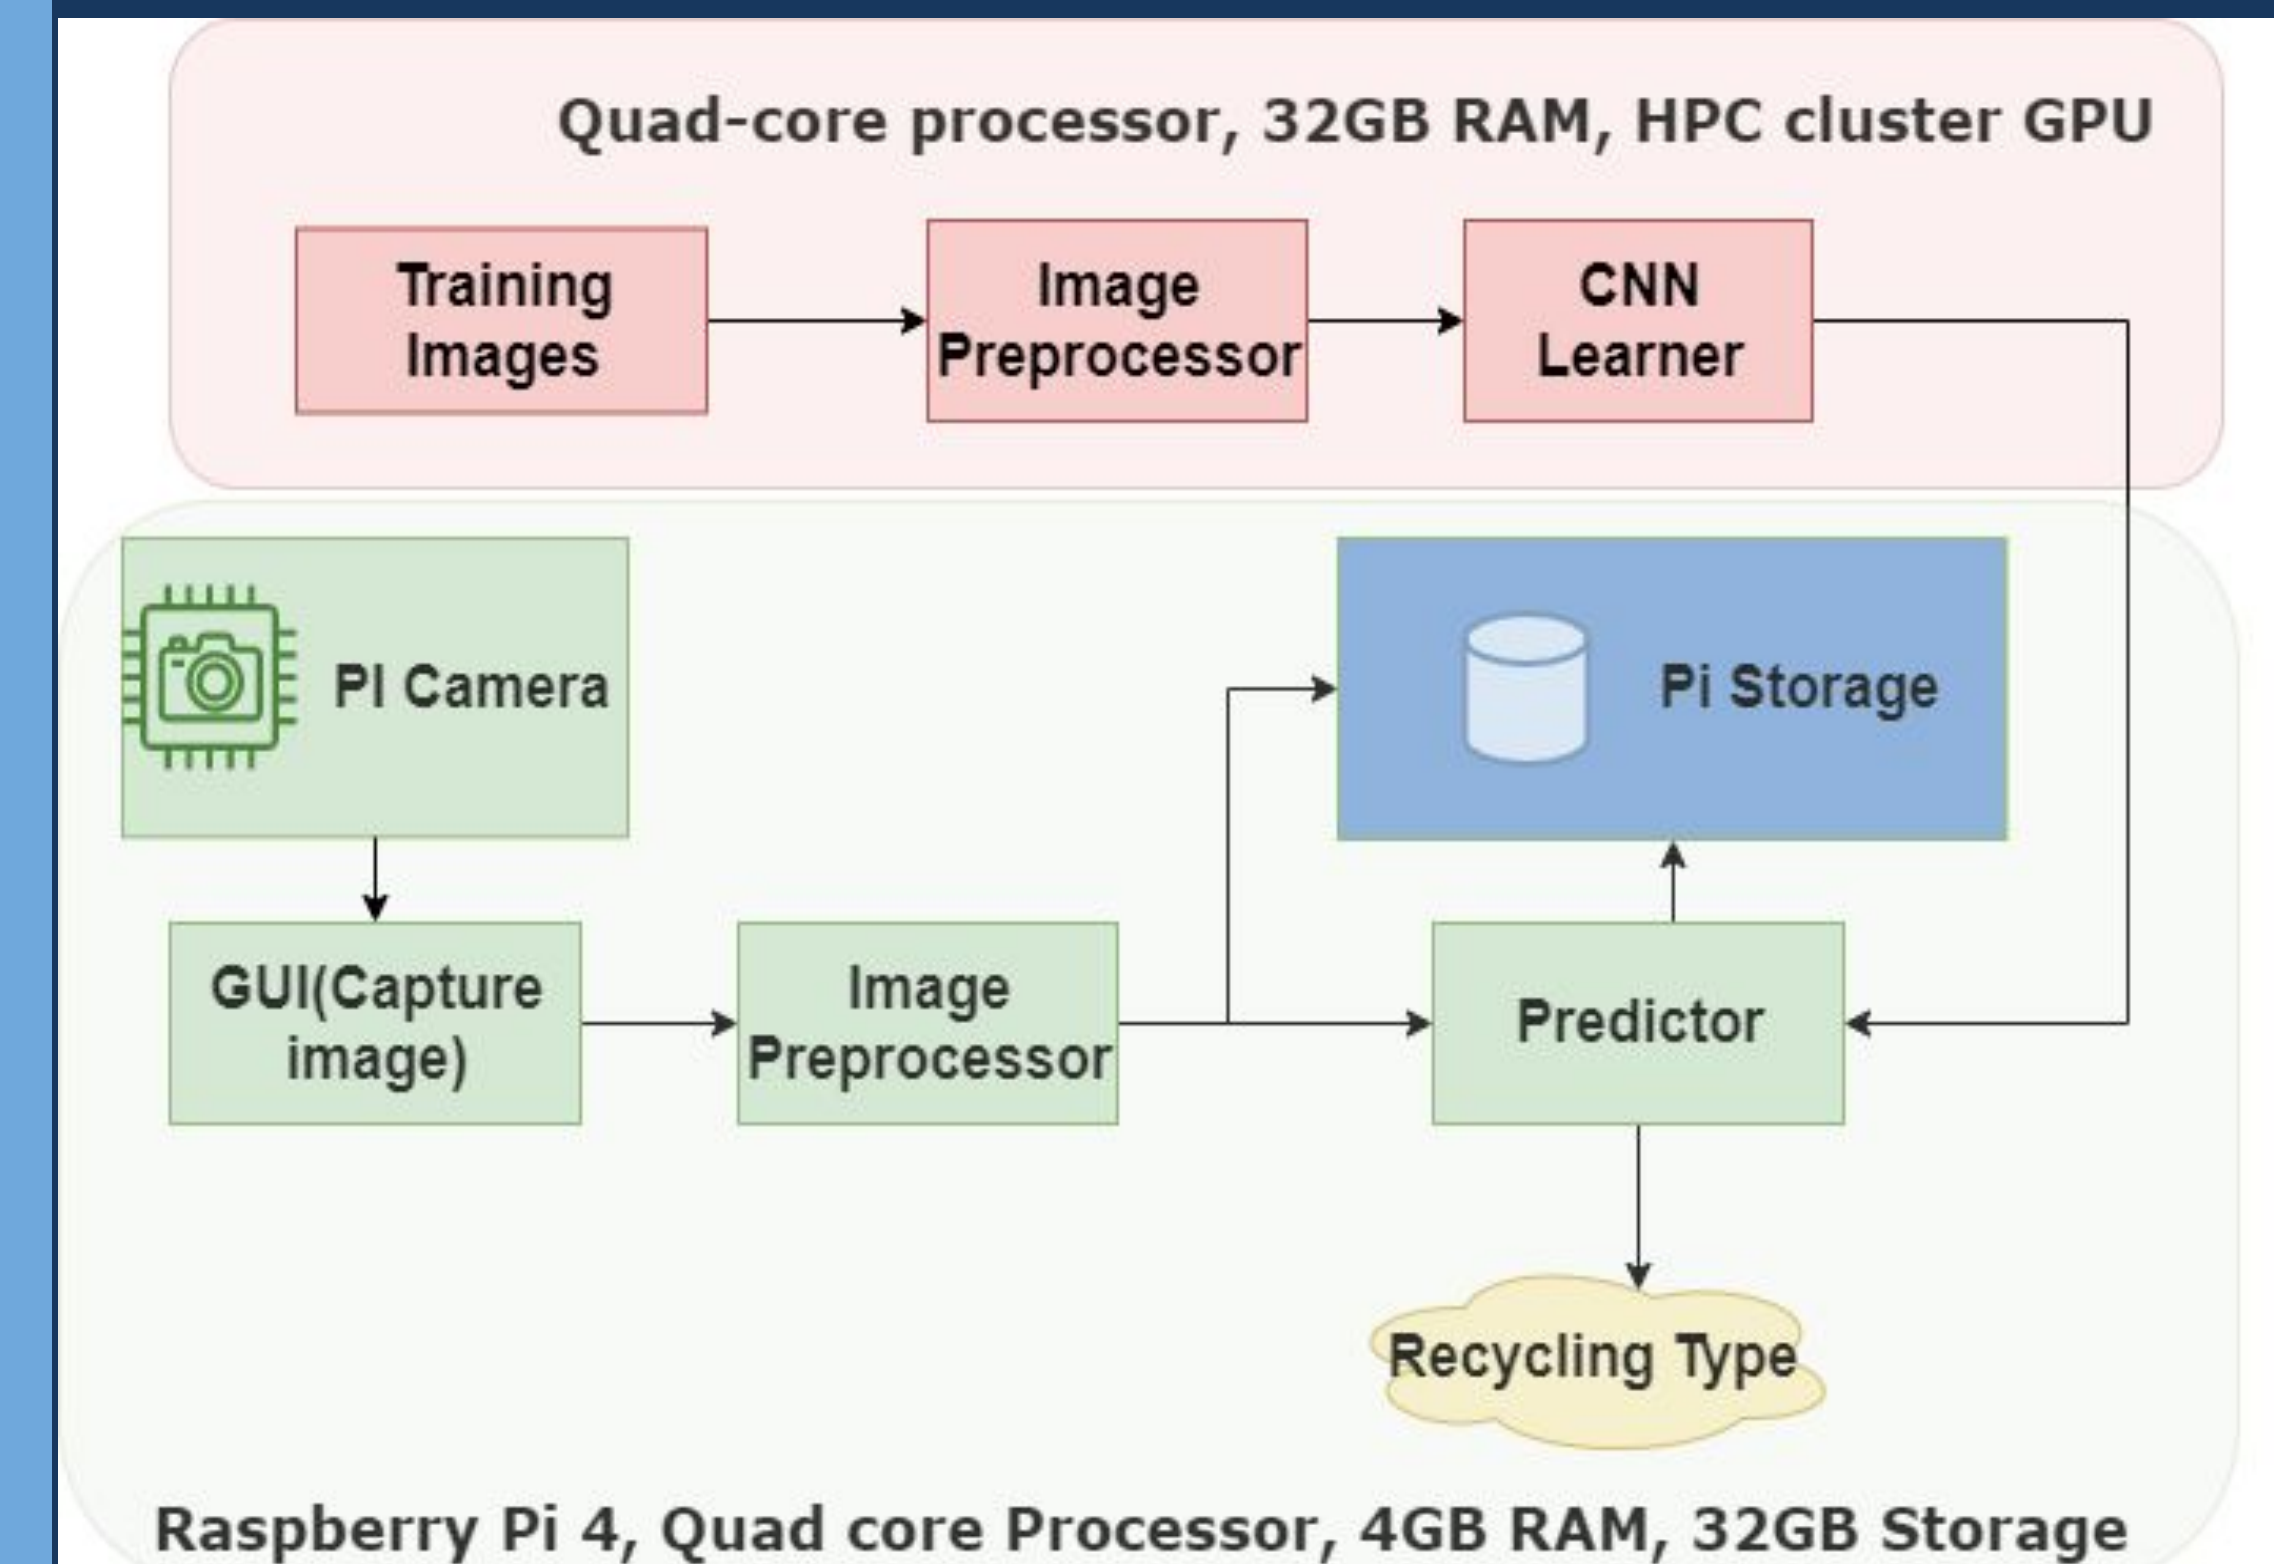 Quad-core processor, 32GB RAM, HPC cluster GPU
Training
Images
Image
Preprocessor
CNN
Learner
PI Camera
Pi Storage
GUI(Capture
image)
Image
Preprocessor
Predictor
Recycling Type
Raspberry Pi 4, Quad core Processor, 4GB RAM, 32GB Storage